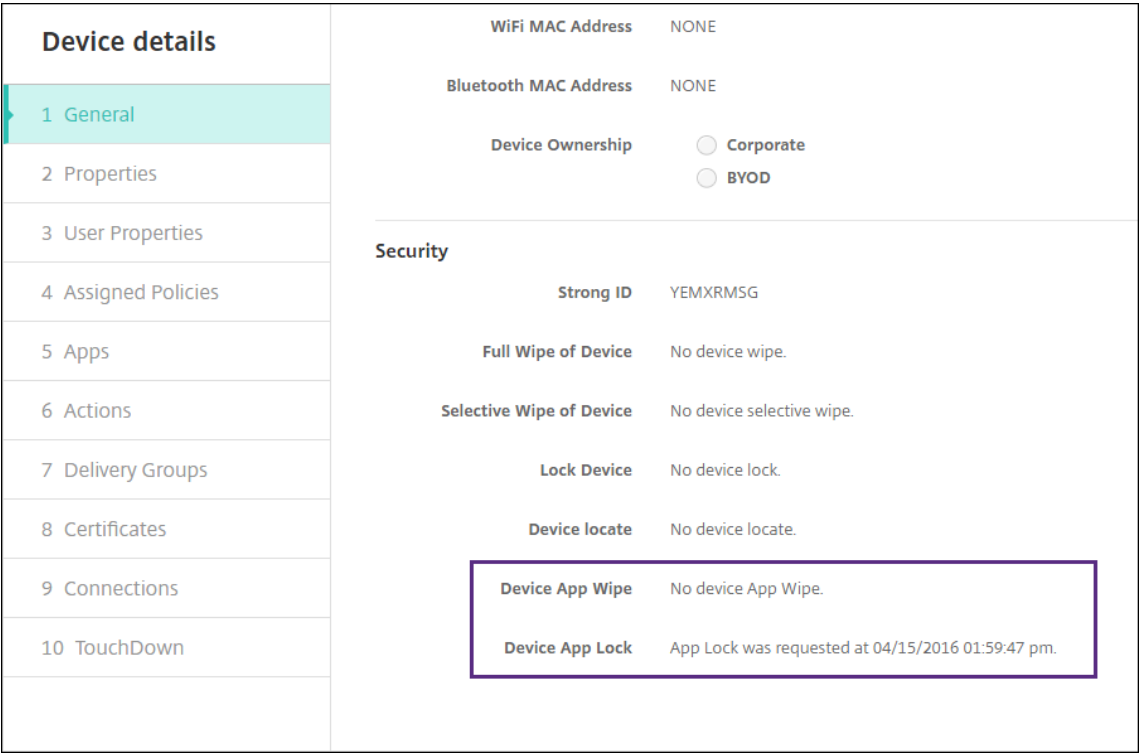 Device details
1 General
2 Properties
3 User Properties
4 Assigned Policies
5 Apps
6 Actions
7 Delivery Groups
8 Certificates
9 Connections
10 TouchDown
WiFi MAC Address NONE
Bluetooth MAC Address NONE
Device Ownership Corporate
BYOD
Security
Strong ID YEMXRMSG
Full Wipe of Device No device wipe.
Selective Wipe of Device No device selective wipe.
Lock Device No device lock.
Device locate No device locate.
Device App Wipe No device App Wipe.
Device App Lock App Lock was requested at 04/15/2016 01:59:47 pm.